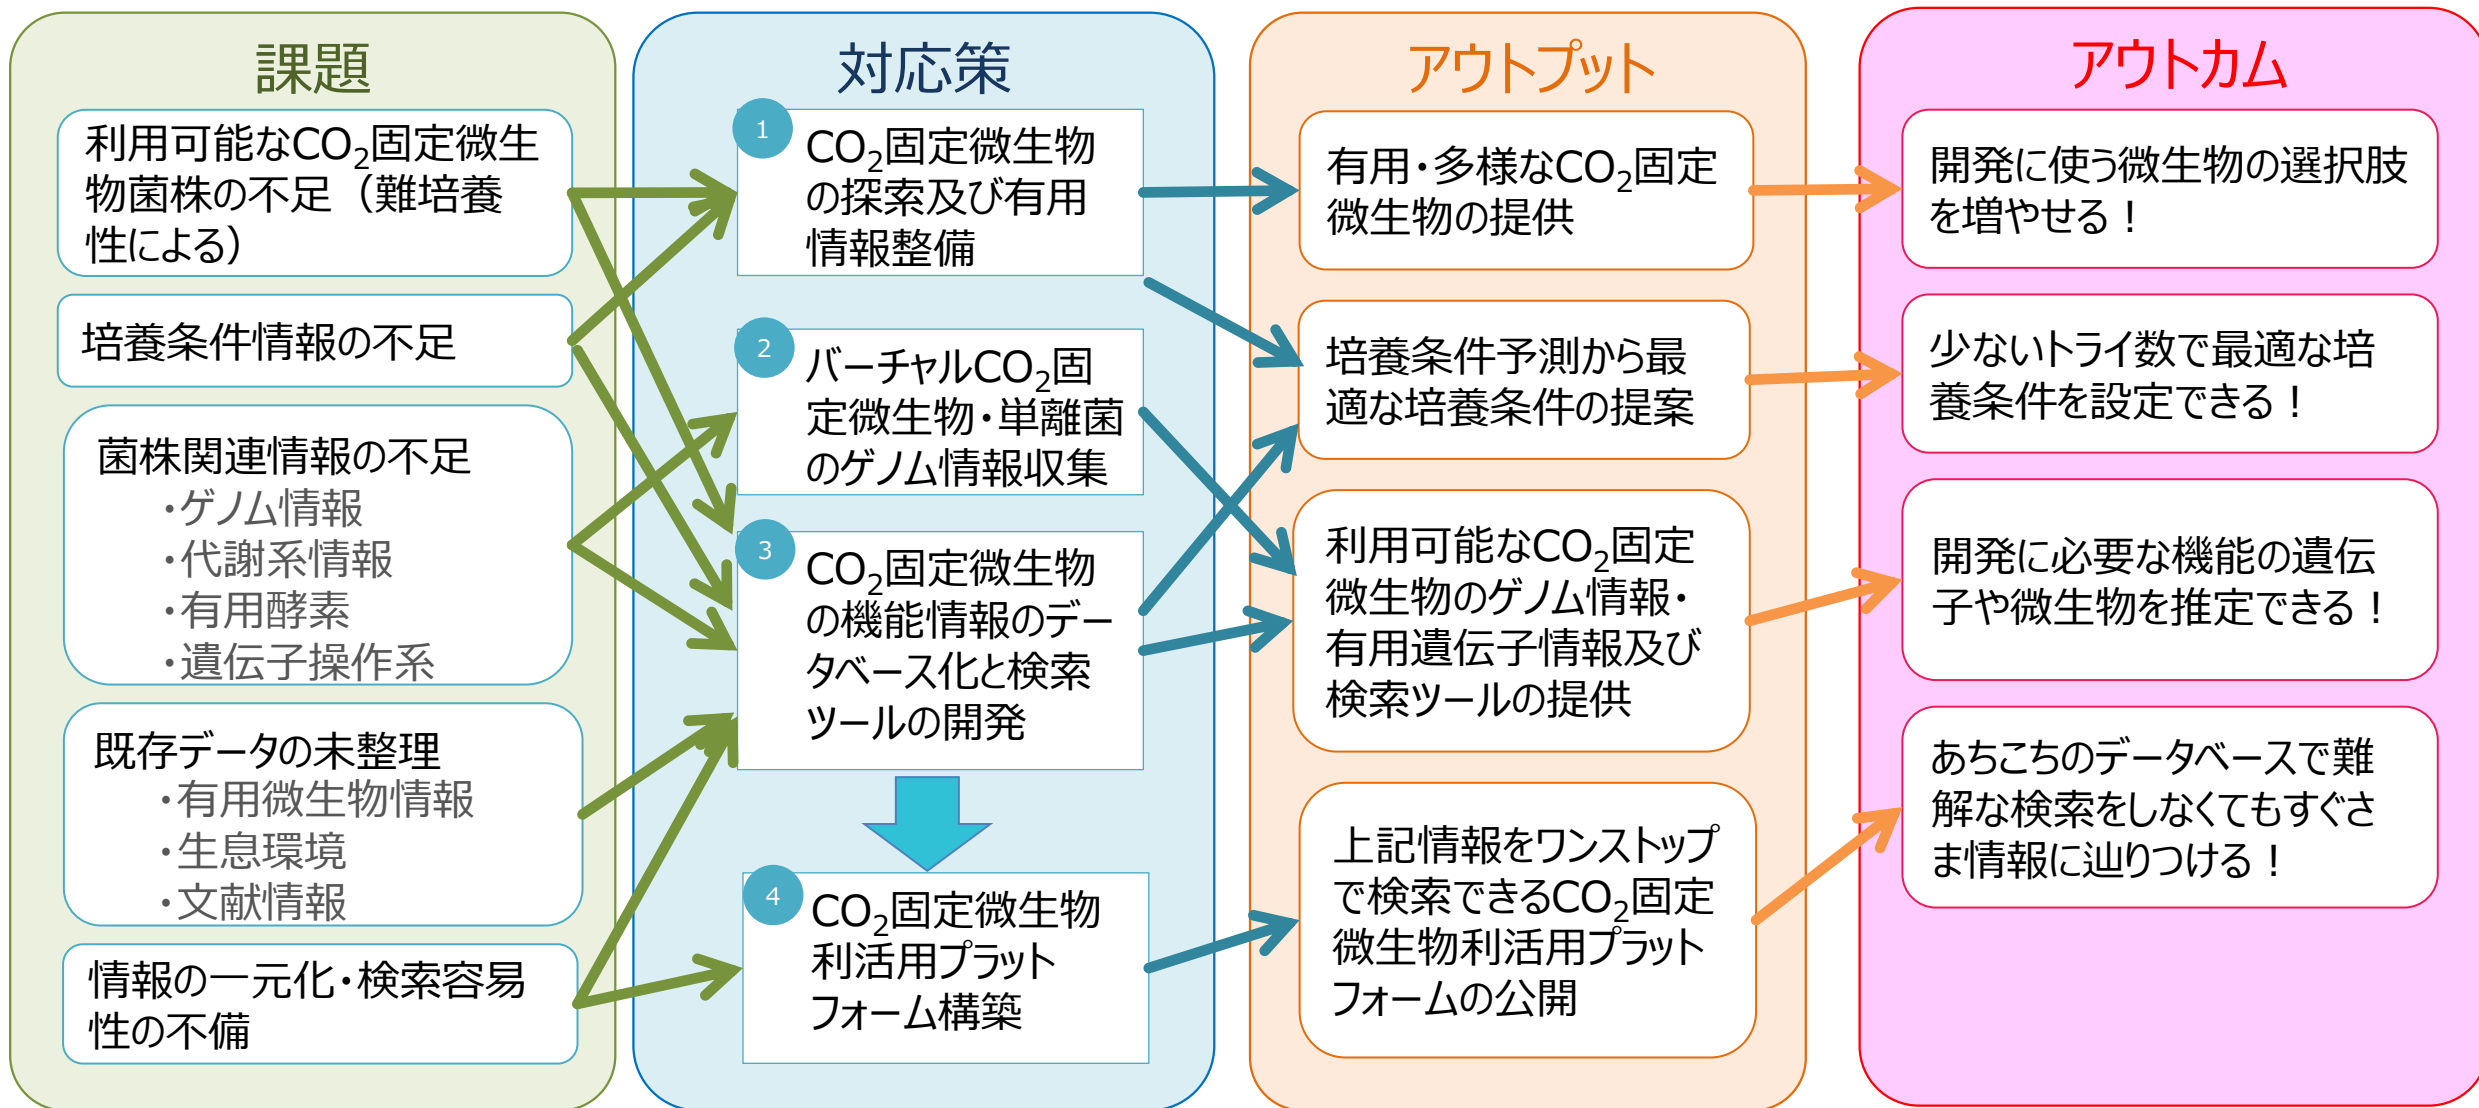 課題
利用可能なCO₂固定微生
物菌株の不足（難培養
性による）
培養条件情報の不足
菌株関連情報の不足
・ゲノム情報
・代謝系情報
・有用酵素
・遺伝子操作系
既存データの未整理
・有用微生物情報
・生息環境
・文献情報
情報の一元化・検索容易
性の不備
対応策
1
CO₂固定微生物
の探索及び有用
情報整備
2
バーチャルCO₂固
定微生物・単離菌
のゲノム情報収集
3
CO₂固定微生物
の機能情報のデー
タベース化と検索
ツールの開発
4
CO₂固定微生物
利活用プラット
フォーム構築
アウトプット
有用・多様なCO₂固定
微生物の提供
培養条件予測から最
適な培養条件の提案
利用可能なCO₂固定
微生物のゲノム情報・
有用遺伝子情報及び
検索ツールの提供
上記情報をワンストップ
で検索できるCO₂固定
微生物利活用プラット
フォームの公開
アウトカム
開発に使う微生物の選択肢
を増やせる！
少ないトライ数で最適な培
養条件を設定できる！
開発に必要な機能の遺伝
子や微生物を推定できる！
あちこちのデータベースで難
解な検索をしなくてもすぐさ
ま情報に辿りつける！